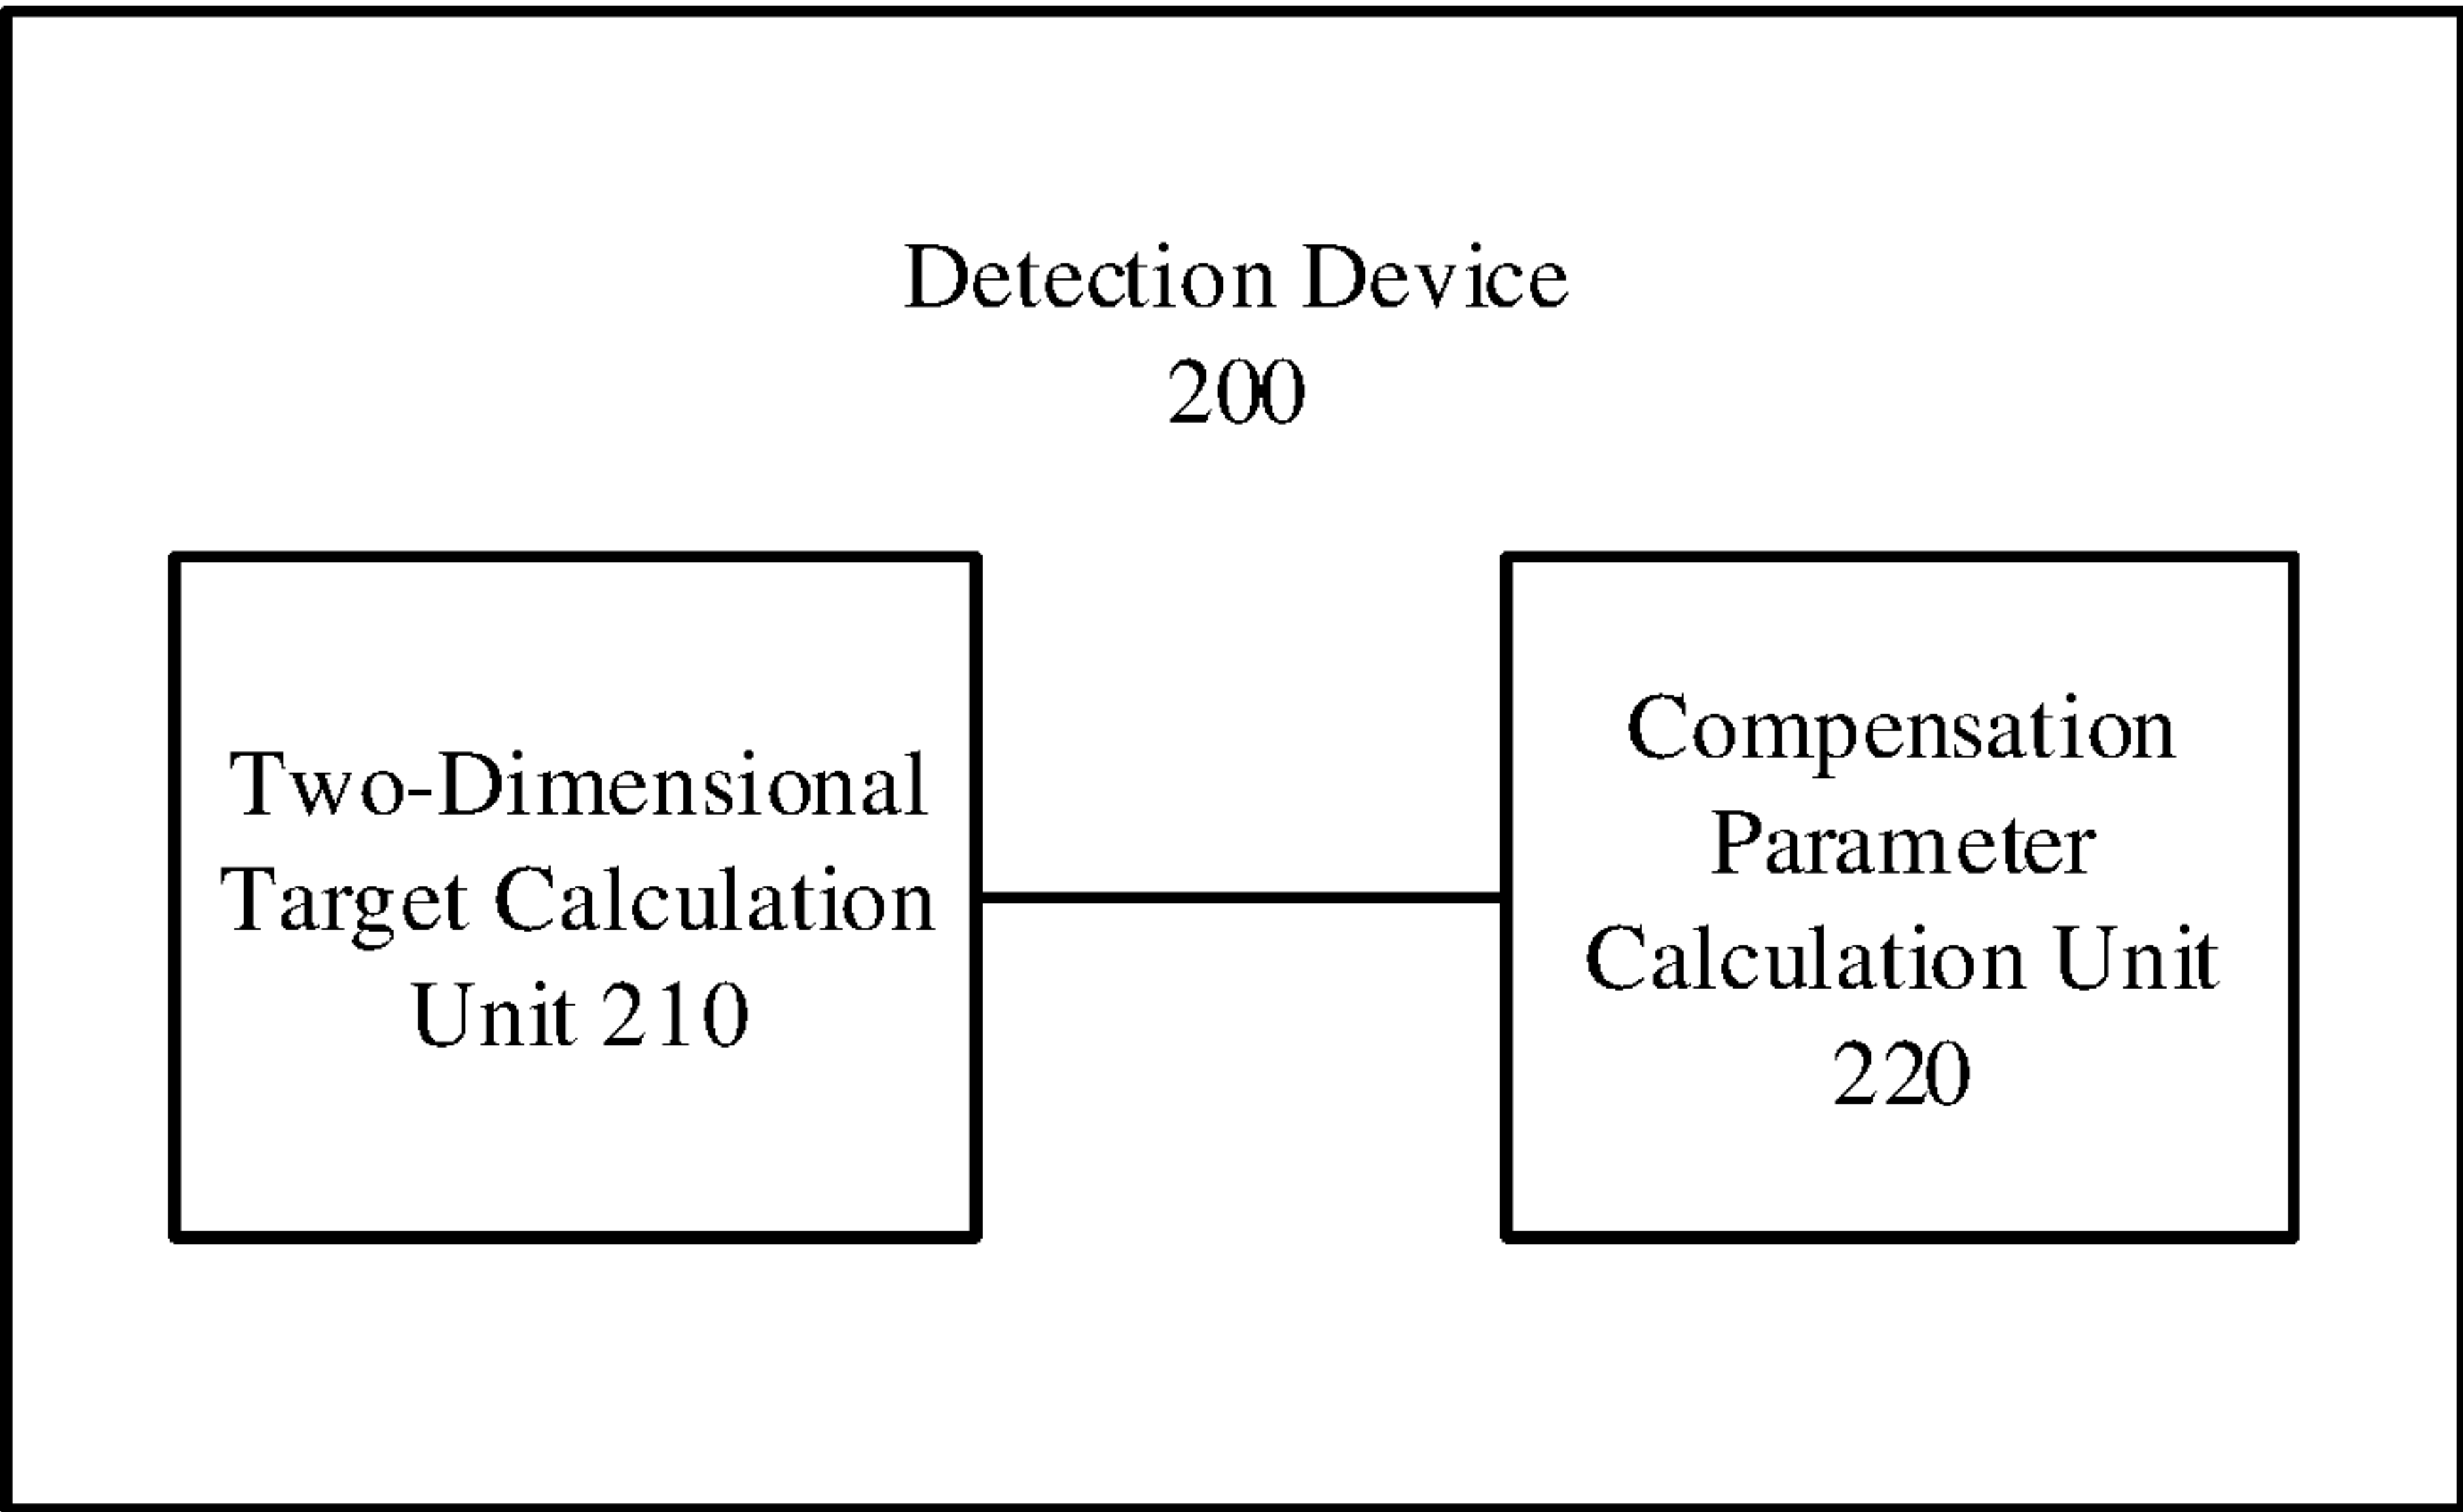 Detection Device
200
Two-Dimensional
Target Calculation
Unit 210
Compensation
Parameter
Calculation Unit
220